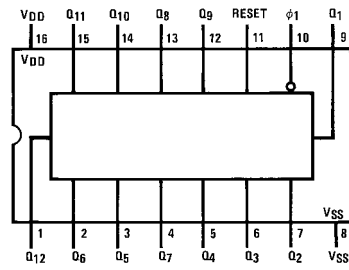 VDD Q11 Q10 Q8 Q9 RESET ϕ1 Q1
16 15 14 13 12 11 10 9
VDD
VSS
1 2 3 4 5 6 7 8
Q12 Q6 Q5 Q7 Q4 Q3 Q2 VSS